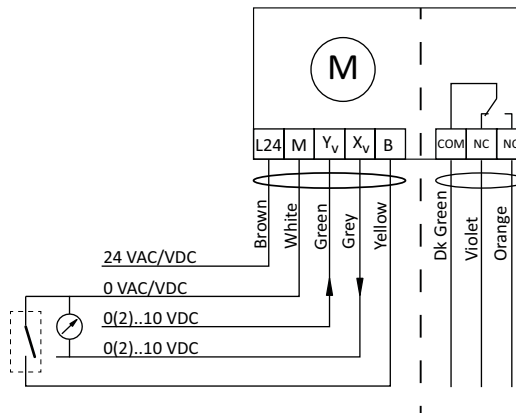 M
L24 M Yv Xv B COM NC
Brown White Green Grey Yellow Dk Green Violet Orange
24 VAC/VDC
0 VAC/VDC
0(2)..10 VDC
0(2)..10 VDC